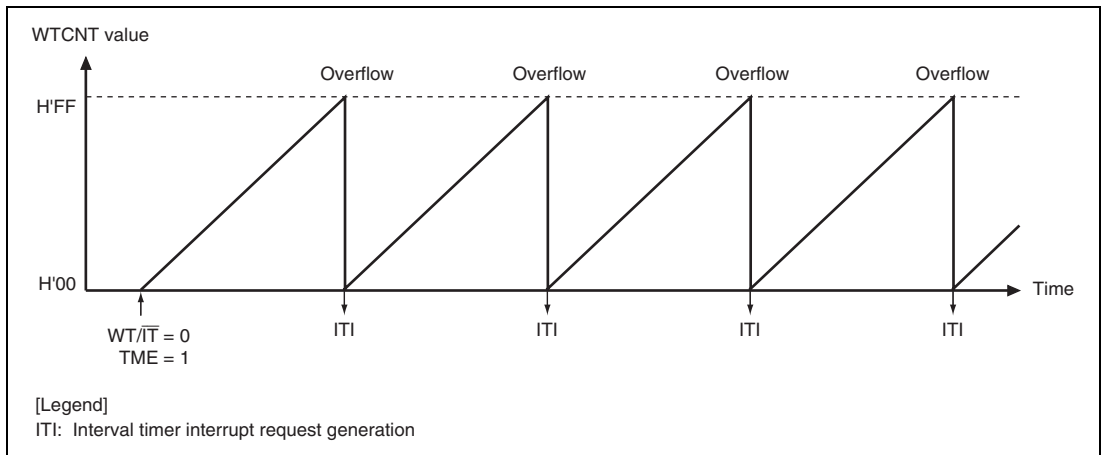 WTCNT value
Overflow Overflow Overflow Overflow
H'FF
H'00
Time
WT/I̅T̅ = 0
TME = 1
ITI ITI ITI ITI
[Legend]
ITI: Interval timer interrupt request generation